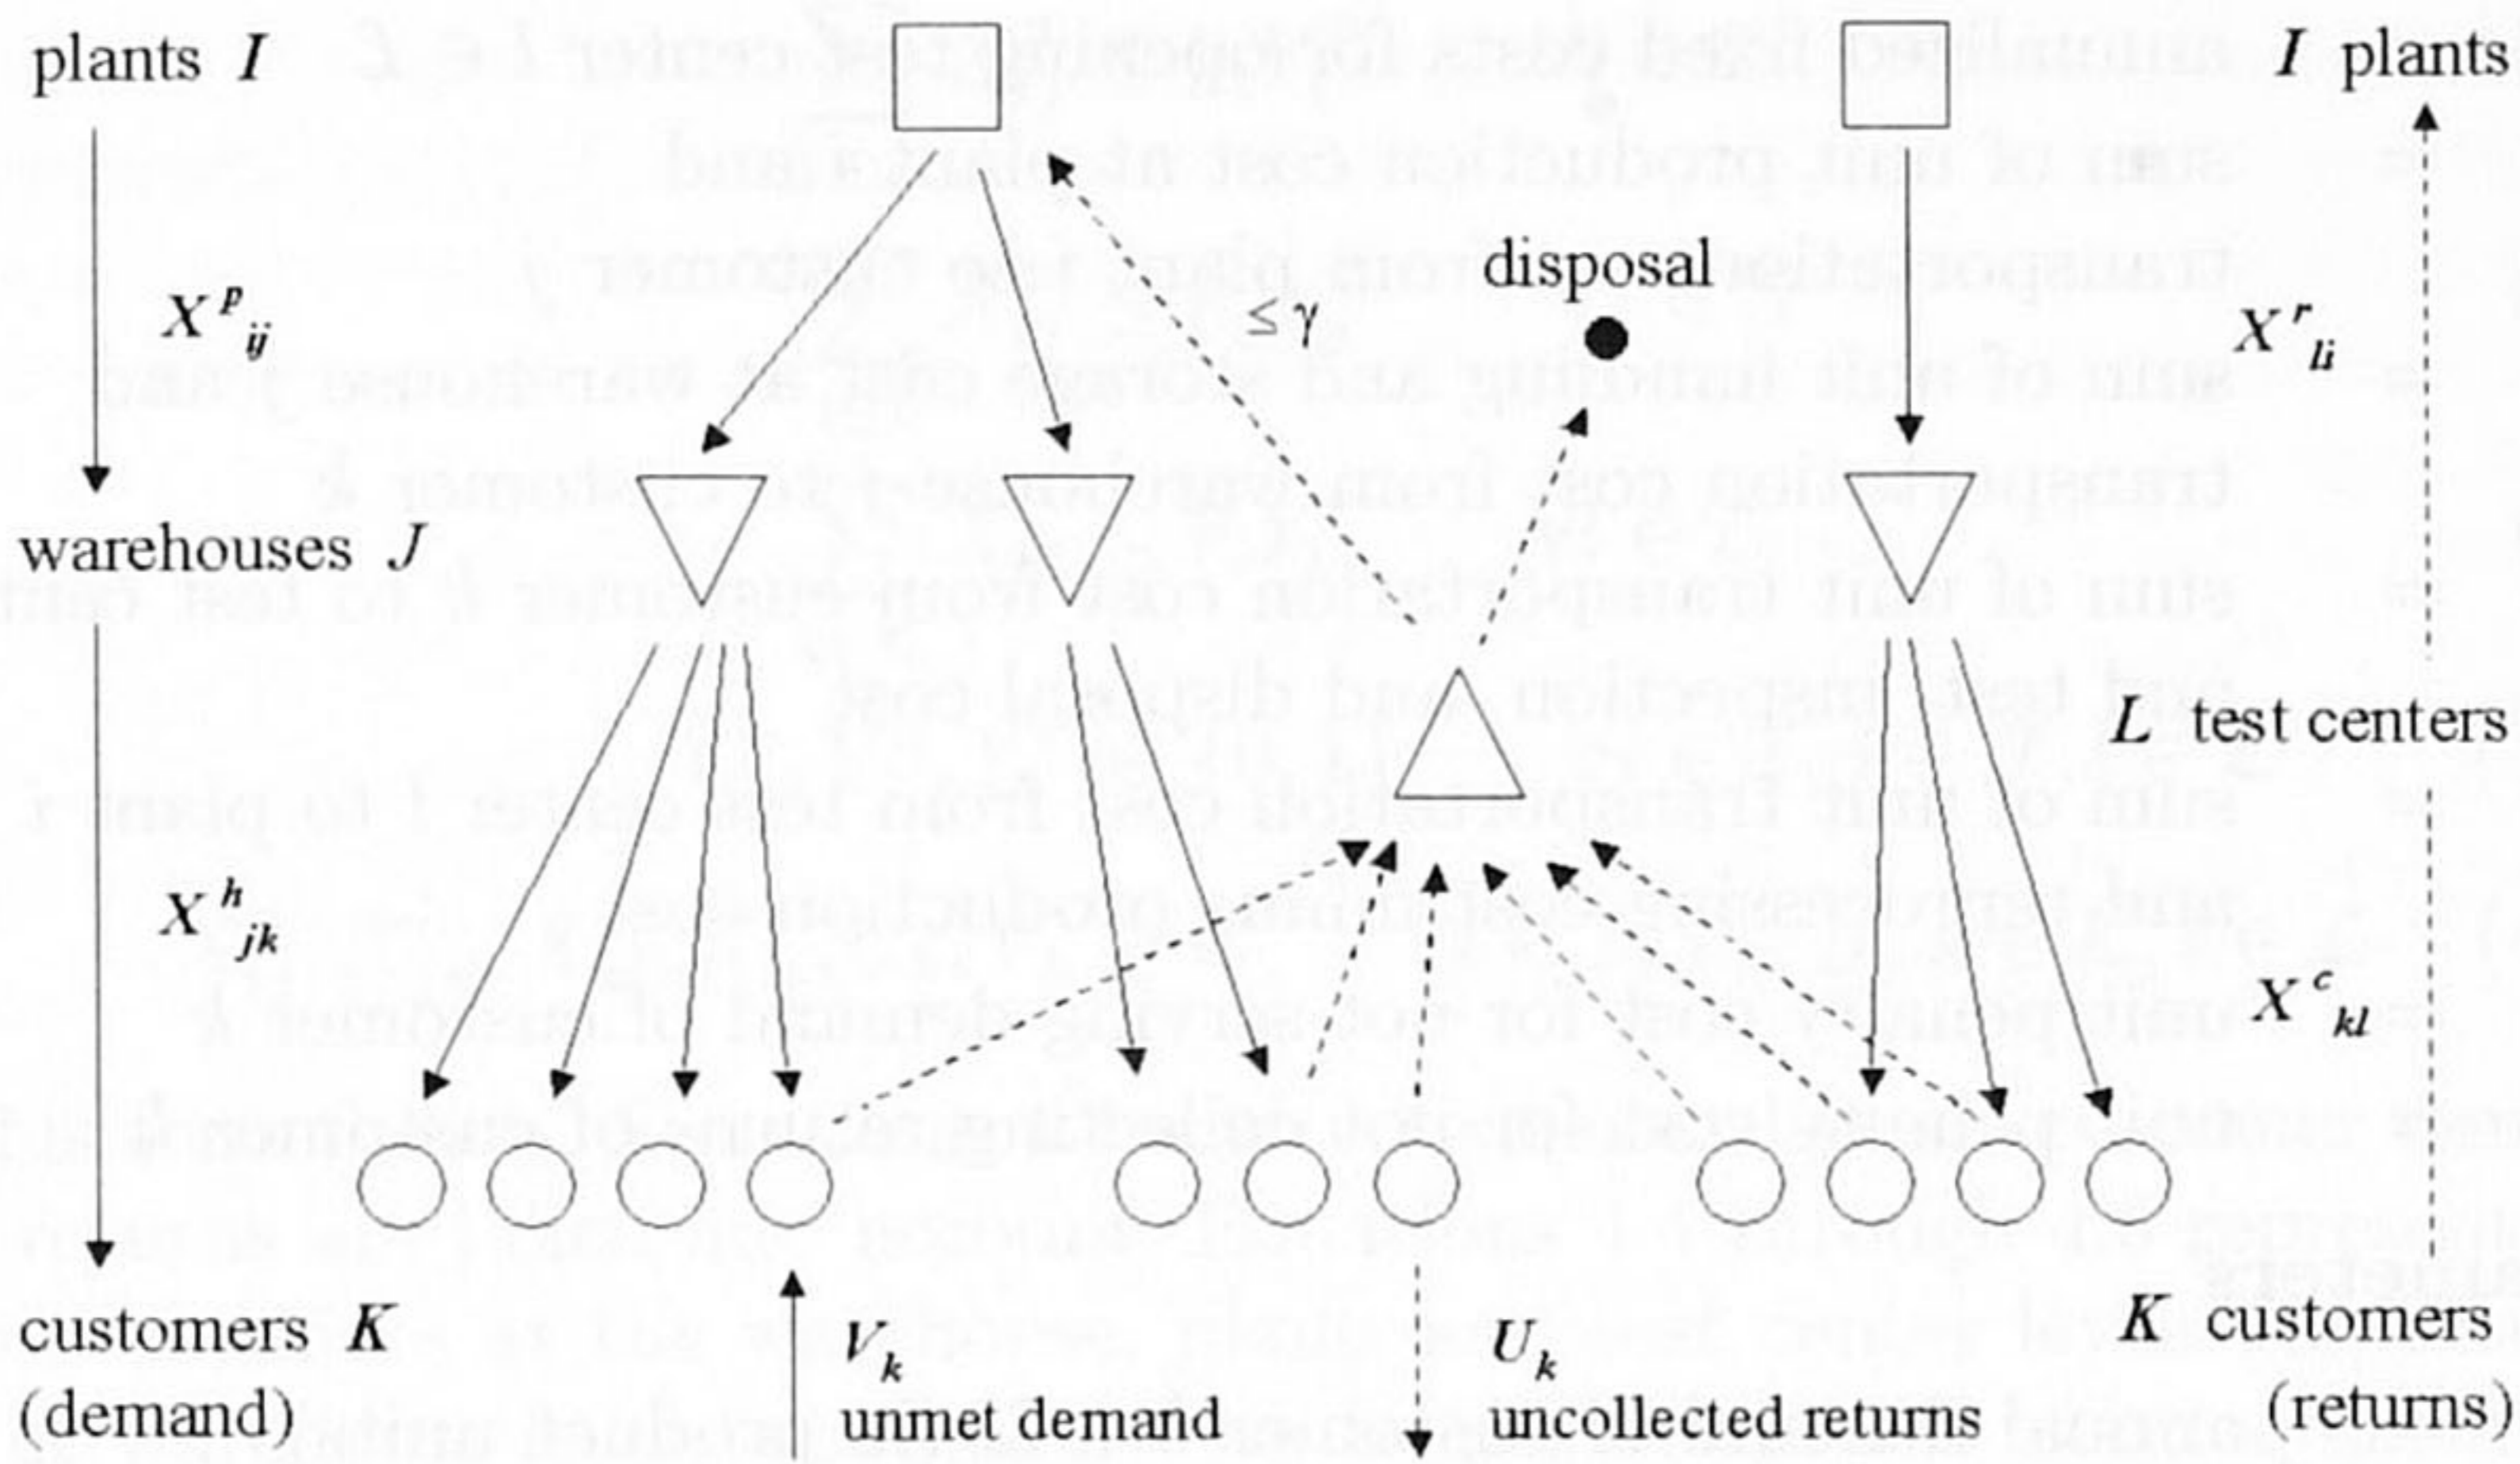 plants I
I plants
disposal
≤ γ
X^p_ij
X^r_li
warehouses J
L test centers
X^h_jk
X^c_kl
customers K
(demand)
V_k
unmet demand
U_k
uncollected returns
K customers
(returns)